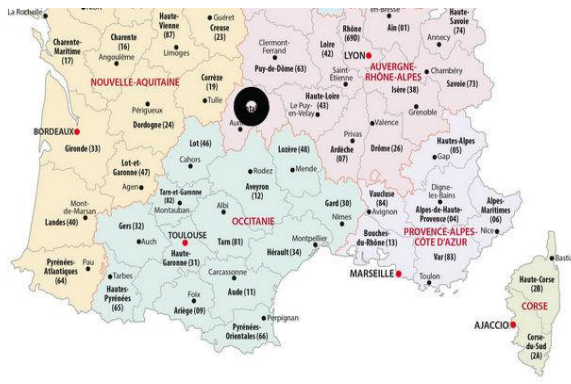 La Rochelle
Charente-
Maritime
(17)
Charente
(16)
Angoulême
Haute-
Vienne
(87)
Limoges
Guéret
Creuse
(23)
NOUVELLE-AQUITAINE
Corrèze
(19)
Tulle
Périgueux
Dordogne (24)
BORDEAUX
Gironde (33)
Lot-et-
Garonne (47)
Agen
Mont-
de-Marsan
Landes (40)
Pyrénées-
Atlantiques
(64)
Pau
Clermont-
Ferrand
Puy-de-Dôme (63)
Loire
(42)
Rhône
(69D)
en-Bresse
Ain (01)
Haute-
Savoie
(74)
Annecy
LYON
AUVERGNE-
RHÔNE-ALPES
Chambéry
Savoie (73)
Saint-
Étienne
Isère (38)
Haute-Loire
(43)
Le Puy-
en-Velay
Grenoble
Valence
Privas
Ardèche
(07)
Drôme (26)
Lot (46)
Cahors
Lozère (48)
Mende
Rodez
Aveyron
(12)
Tarn-et-Garonne
(82)
Montauban
Albi
OCCITANIE
Gard (30)
Nîmes
Gers (32)
Auch
TOULOUSE
Haute-
Garonne (31)
Tarn (81)
Montpellier
Hérault (34)
Tarbes
Hautes-
Pyrénées
(65)
Carcassonne
Aude (11)
Foix
Ariège (09)
Perpignan
Pyrénées-
Orientales (66)
Hautes-Alpes
(05)
Gap
Vaucluse
(84)
Avignon
Digne-
les-Bains
Alpes-de-Haute-
Provence (04)
Alpes-
Maritimes
(06)
Nice
Bouches-
du-Rhône (13)
PROVENCE-ALPES-
CÔTE D'AZUR
Var (83)
MARSEILLE
Toulon
Basti
Haute-Corse
(2B)
CORSE
AJACCIO
Corse-
du-Sud
(2A)